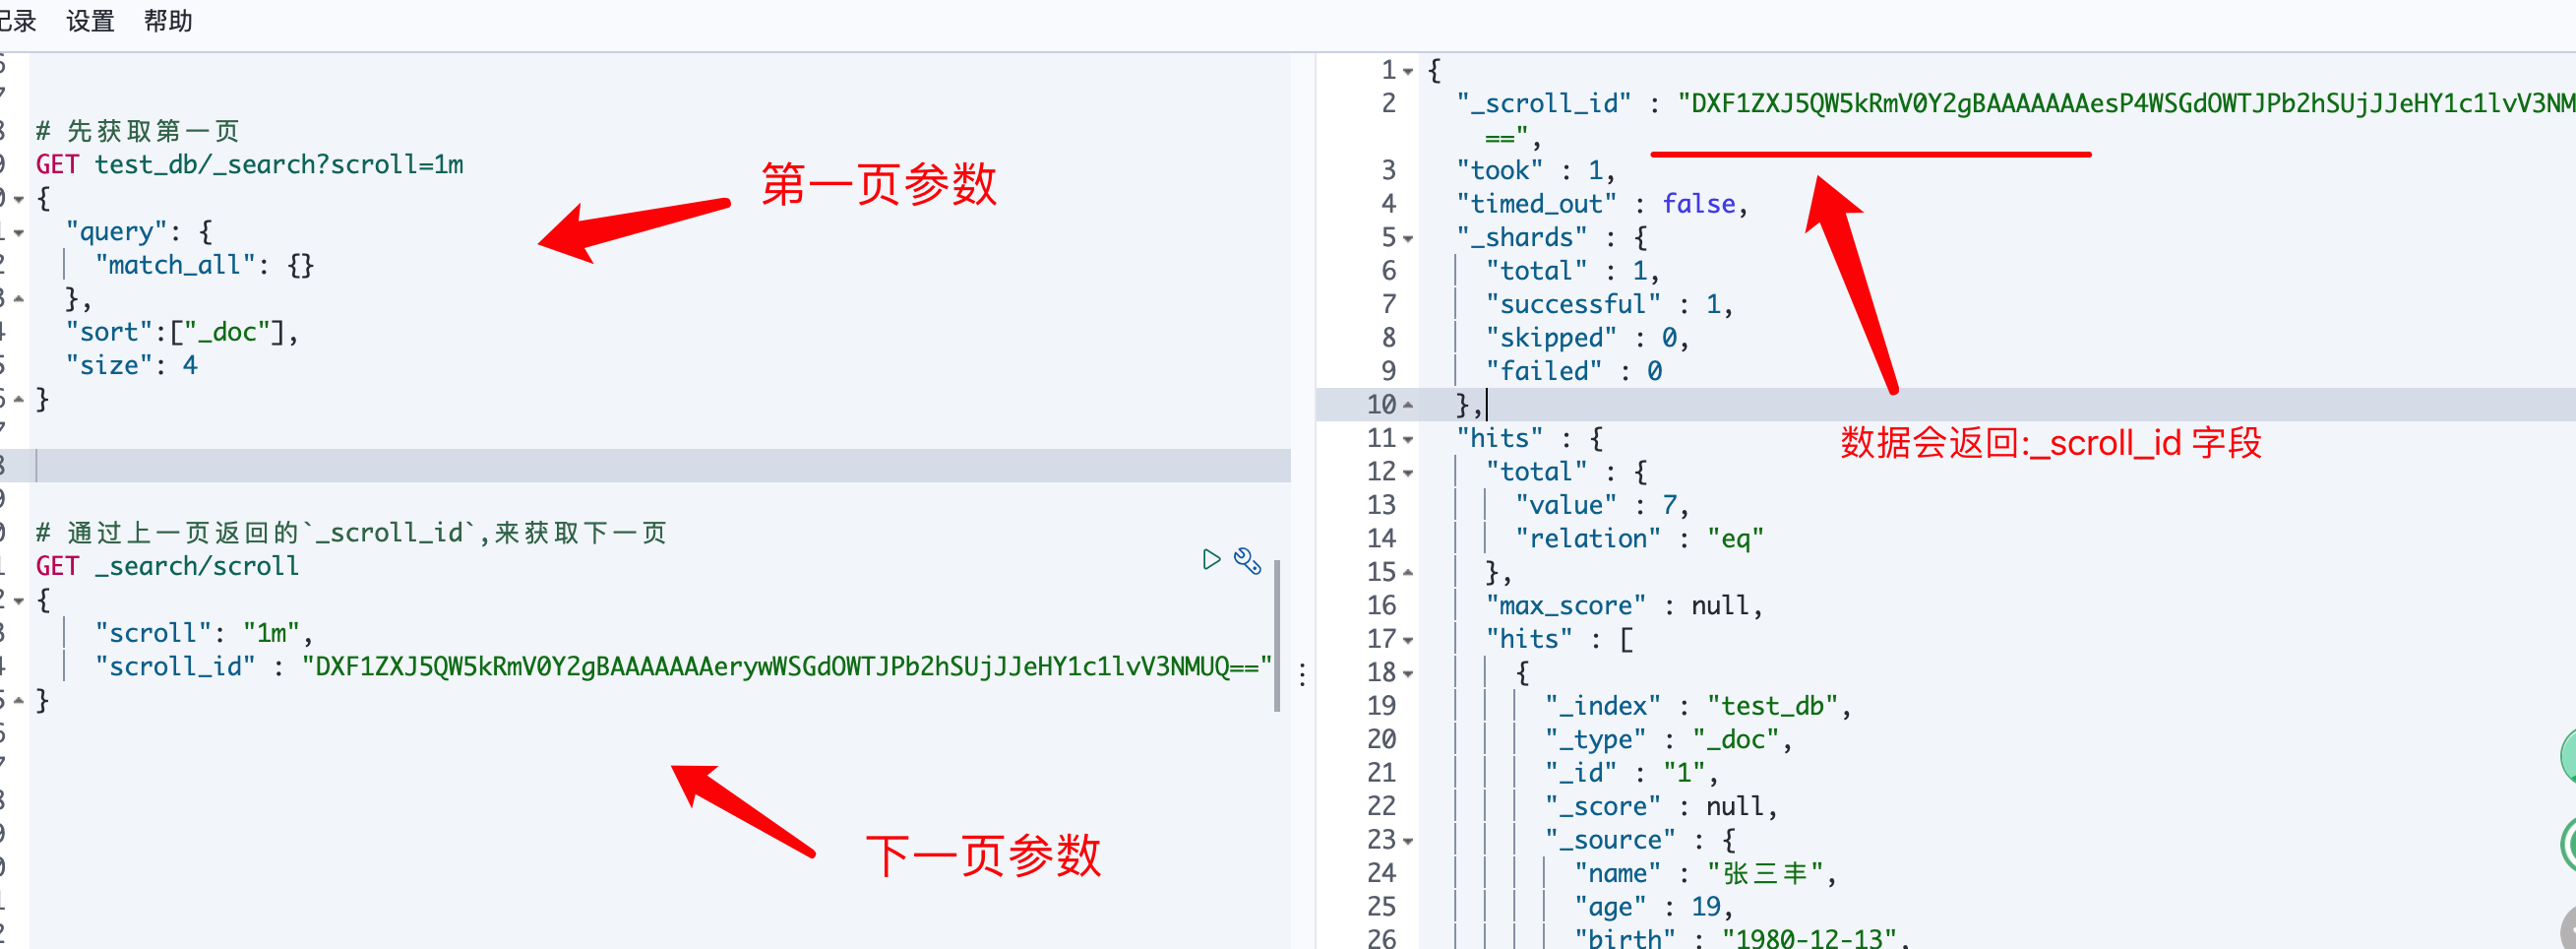 记录 设置 帮助
# 先获取第一页
GET test_db/_search?scroll=1m
{
"query": {
"match_all": {}
},
"sort":["_doc"],
"size": 4
}
第一页参数
# 通过上一页返回的`_scroll_id`,来获取下一页
GET _search/scroll
{
"scroll": "1m",
"scroll_id" : "DXF1ZXJ5QW5kRmV0Y2gBAAAAAAAerywWSGdOWTJPb2hSUjJJeHY1c1lvV3NMUQ=="
}
下一页参数
1 {
2 "_scroll_id" : "DXF1ZXJ5QW5kRmV0Y2gBAAAAAAAesP4WSGdOWTJPb2hSUjJJeHY1c1lvV3NM
==",
3 "took" : 1,
4 "timed_out" : false,
5 "_shards" : {
6 "total" : 1,
7 "successful" : 1,
8 "skipped" : 0,
9 "failed" : 0
10 },
数据会返回:_scroll_id 字段
11 "hits" : {
12 "total" : {
13 "value" : 7,
14 "relation" : "eq"
15 },
16 "max_score" : null,
17 "hits" : [
18 {
19 "_index" : "test_db",
20 "_type" : "_doc",
21 "_id" : "1",
22 "_score" : null,
23 "_source" : {
24 "name" : "张三丰",
25 "age" : 19,
26 "birth" : "1980-12-13",